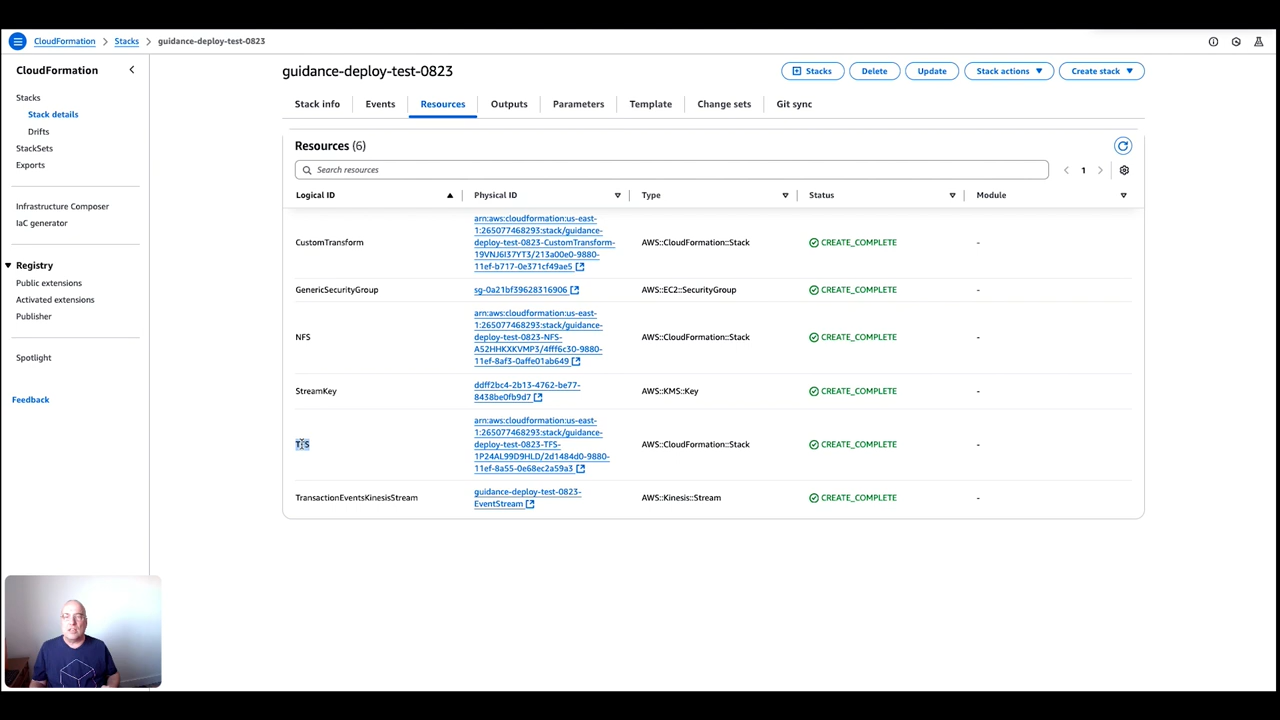 CloudFormation > Stacks > guidance-deploy-test-0823
CloudFormation
Stacks
Stack details
Drifts
StackSets
Exports
Infrastructure Composer
IaC generator
Registry
Public extensions
Activated extensions
Publisher
Spotlight
Feedback
guidance-deploy-test-0823
Stacks Delete Update Stack actions Create stack
Stack info Events Resources Outputs Parameters Template Change sets Git sync
Resources (6)
Search resources
1
Logical ID Physical ID Type Status Module
arn:aws:cloudformation:us-east-
1:265077468293:stack/guidance-
CustomTransform deploy-test-0823-CustomTransform- AWS::CloudFormation::Stack CREATE_COMPLETE -
19VNJ6I37YT3/213a00e0-9880-
11ef-b717-0e371cf49ae5
GenericSecurityGroup sg-0a21bf39628316906 AWS::EC2::SecurityGroup CREATE_COMPLETE -
arn:aws:cloudformation:us-east-
1:265077468293:stack/guidance-
NFS deploy-test-0823-NFS- AWS::CloudFormation::Stack CREATE_COMPLETE -
A52HHKXKVMP3/4fff6c30-9880-
11ef-8af3-0affe01ab649
StreamKey ddff2bc4-2b13-4762-be77- AWS::KMS::Key CREATE_COMPLETE -
8438be0fb9d7
arn:aws:cloudformation:us-east-
1:265077468293:stack/guidance-
TFS deploy-test-0823-TFS- AWS::CloudFormation::Stack CREATE_COMPLETE -
1P24AL99D9HLD/2d1484d0-9880-
11ef-8a55-0e68ec2a59a3
TransactionEventsKinesisStream guidance-deploy-test-0823- AWS::Kinesis::Stream CREATE_COMPLETE -
EventStream